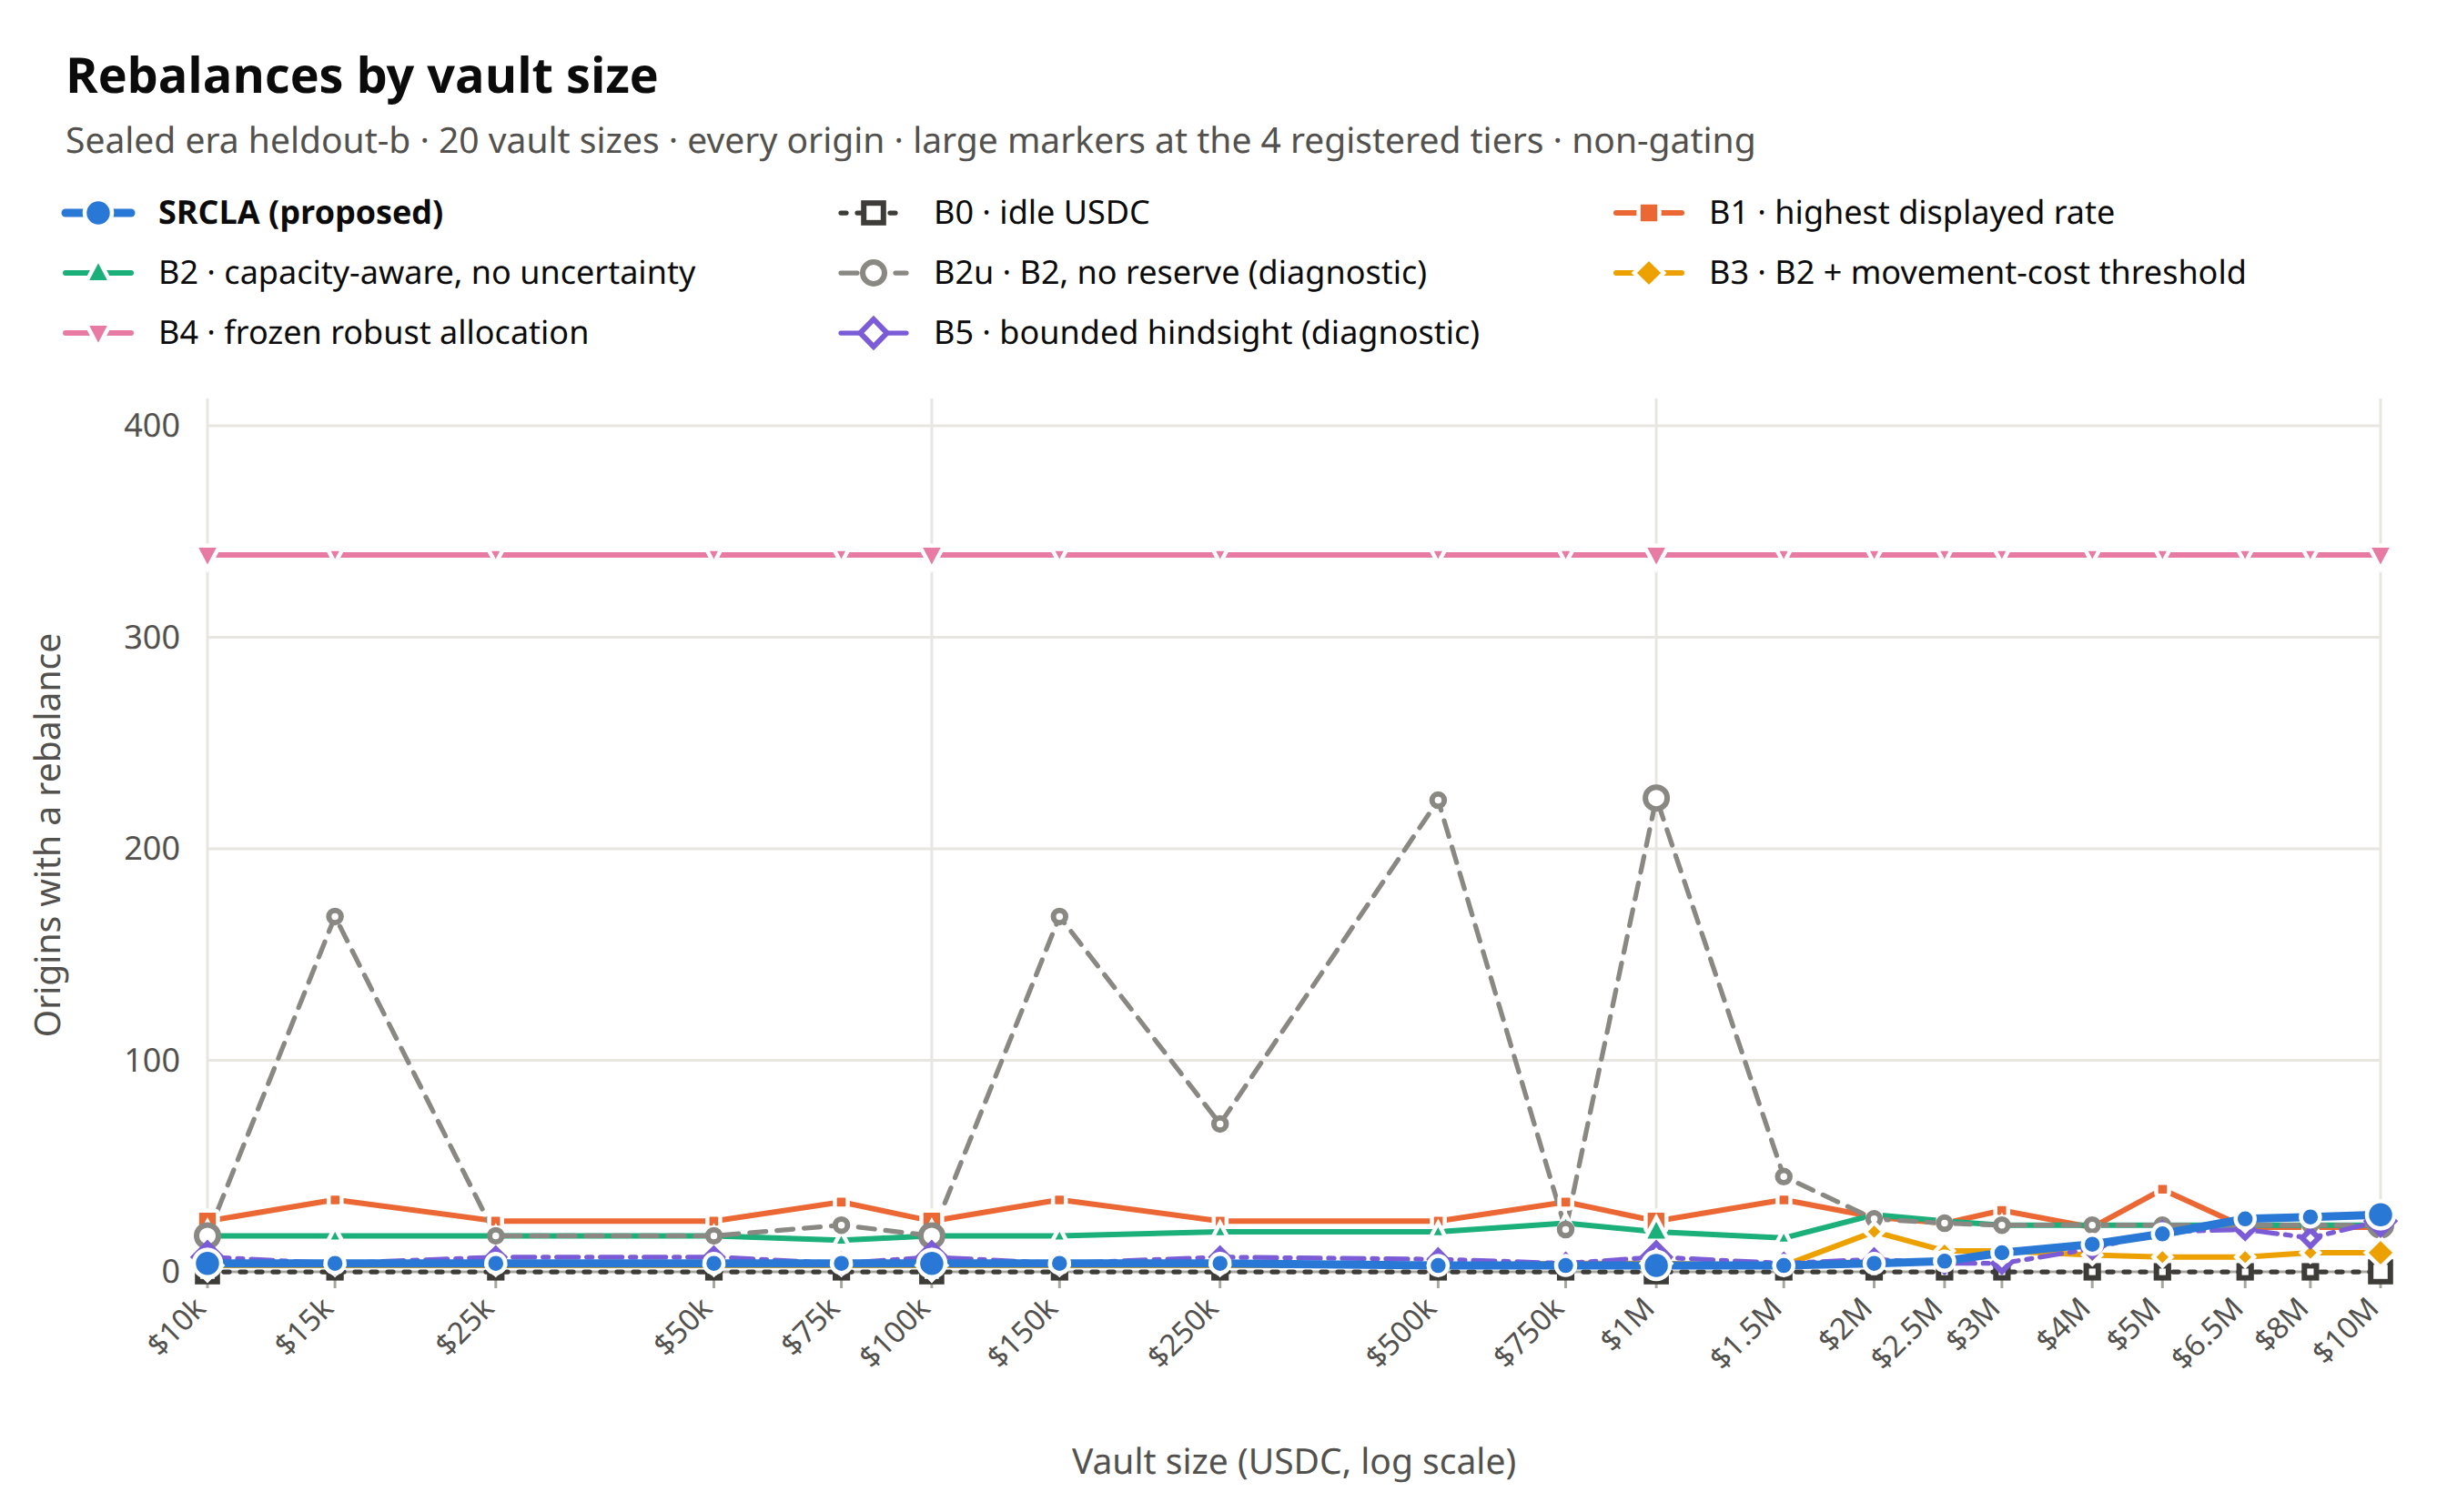 Rebalances by vault size
Sealed era heldout-b · 20 vault sizes · every origin · large markers at the 4 registered tiers · non-gating
SRCLA (proposed)
B0 · idle USDC
B1 · highest displayed rate
B2 · capacity-aware, no uncertainty
B2u · B2, no reserve (diagnostic)
B3 · B2 + movement-cost threshold
B4 · frozen robust allocation
B5 · bounded hindsight (diagnostic)
Origins with a rebalance
400
300
200
100
0
$10k
$15k
$25k
$50k
$75k
$100k
$150k
$250k
$500k
$750k
$1M
$1.5M
$2M
$2.5M
$3M
$4M
$5M
$6.5M
$8M
$10M
Vault size (USDC, log scale)